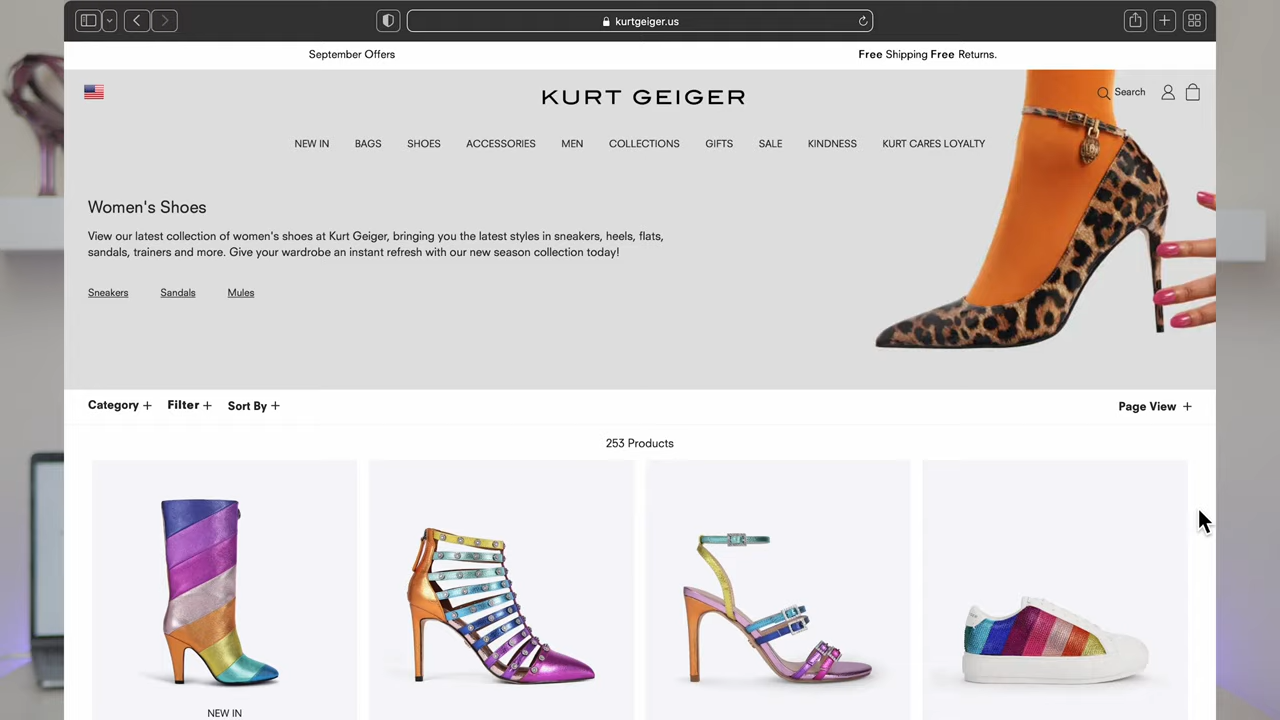 kurtgeiger.us
September Offers
Free Shipping Free Returns.
KURT GEIGER
Search
NEW IN BAGS SHOES ACCESSORIES MEN COLLECTIONS GIFTS SALE KINDNESS KURT CARES LOYALTY
Women's Shoes
View our latest collection of women's shoes at Kurt Geiger, bringing you the latest styles in sneakers, heels, flats,
sandals, trainers and more. Give your wardrobe an instant refresh with our new season collection today!
Sneakers Sandals Mules
Category + Filter + Sort By +
Page View +
253 Products
NEW IN